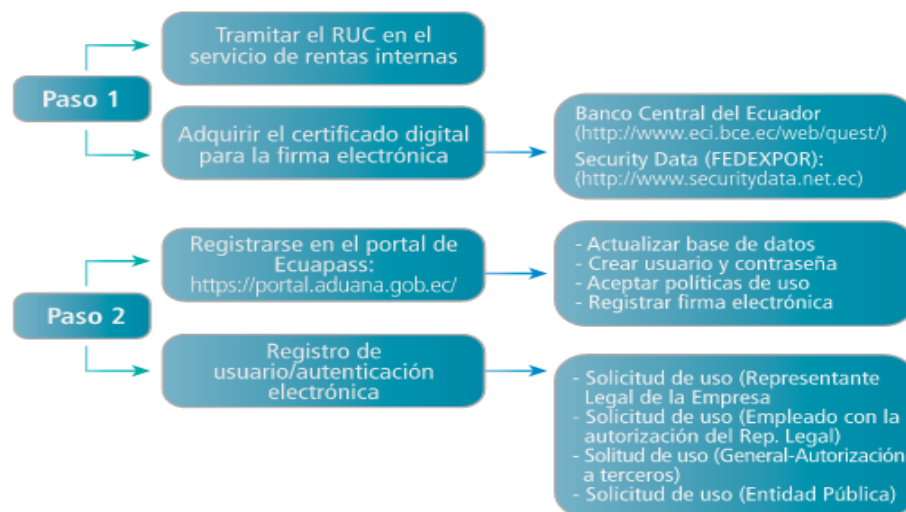 Paso 1
Tramitar el RUC en el
servicio de rentas internas
Adquirir el certificado digital
para la firma electrónica
Banco Central del Ecuador
(http://www.eci.bce.ec/web/quest/)
Security Data (FEDEXPOR):
(http://www.securitydata.net.ec)
Paso 2
Registrarse en el portal de
Ecuapass:
https://portal.aduana.gob.ec/
- Actualizar base de datos
- Crear usuario y contraseña
- Aceptar políticas de uso
- Registrar firma electrónica
Registro de
usuario/autenticación
electrónica
- Solicitud de uso (Representante
Legal de la Empresa
- Solicitud de uso (Empleado con la
autorización del Rep. Legal)
- Solitud de uso (General-Autorización
a terceros)
- Solicitud de uso (Entidad Pública)